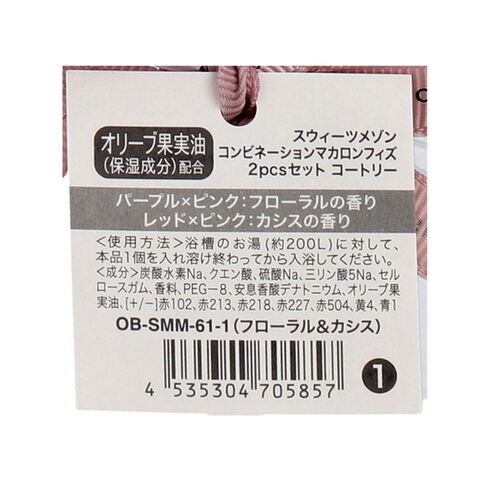 オリーブ果実油
(保湿成分)配合
スウィーツメゾン
コンビネーションマカロンフィズ
2pcsセット コートリー
パープル×ピンク:フローラルの香り
レッド×ピンク:カシスの香り
<使用方法>浴槽のお湯(約200L)に対して、
本品1個を入れ溶け終わってから入浴してください。
<成分>炭酸水素Na、クエン酸、硫酸Na、三リン酸5Na、セル
ロースガム、香料、PEG-8、安息香酸デナトニウム、オリーブ果
実油、[+/-]赤102、赤213、赤218、赤227、赤504、黄4、青1
OB-SMM-61-1(フローラル&カシス)
4 535304 705857
1